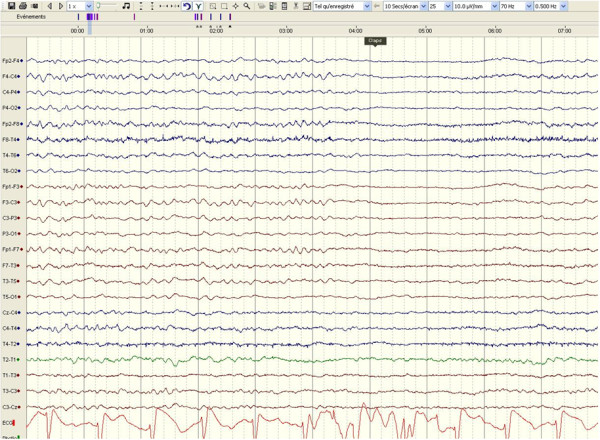 1 x Tel qu'enregistré 10 Secs/écran 25 10.0 µV/mm 70 Hz 0.500 Hz
Evénements
00:00 01:00 02:00 03:00 04:00 05:00 06:00 07:00
Fp2-F4
F4-C4
C4-P4
P4-O2
Fp2-F8
F8-T4
T4-T6
T6-O2
Fp1-F3
F3-C3
C3-P3
P3-O1
Fp1-F7
F7-T3
T3-T5
T5-O1
Cz-C4
C4-T4
T4-T2
T2-T1
T1-T3
T3-C3
C3-Cz
ECG